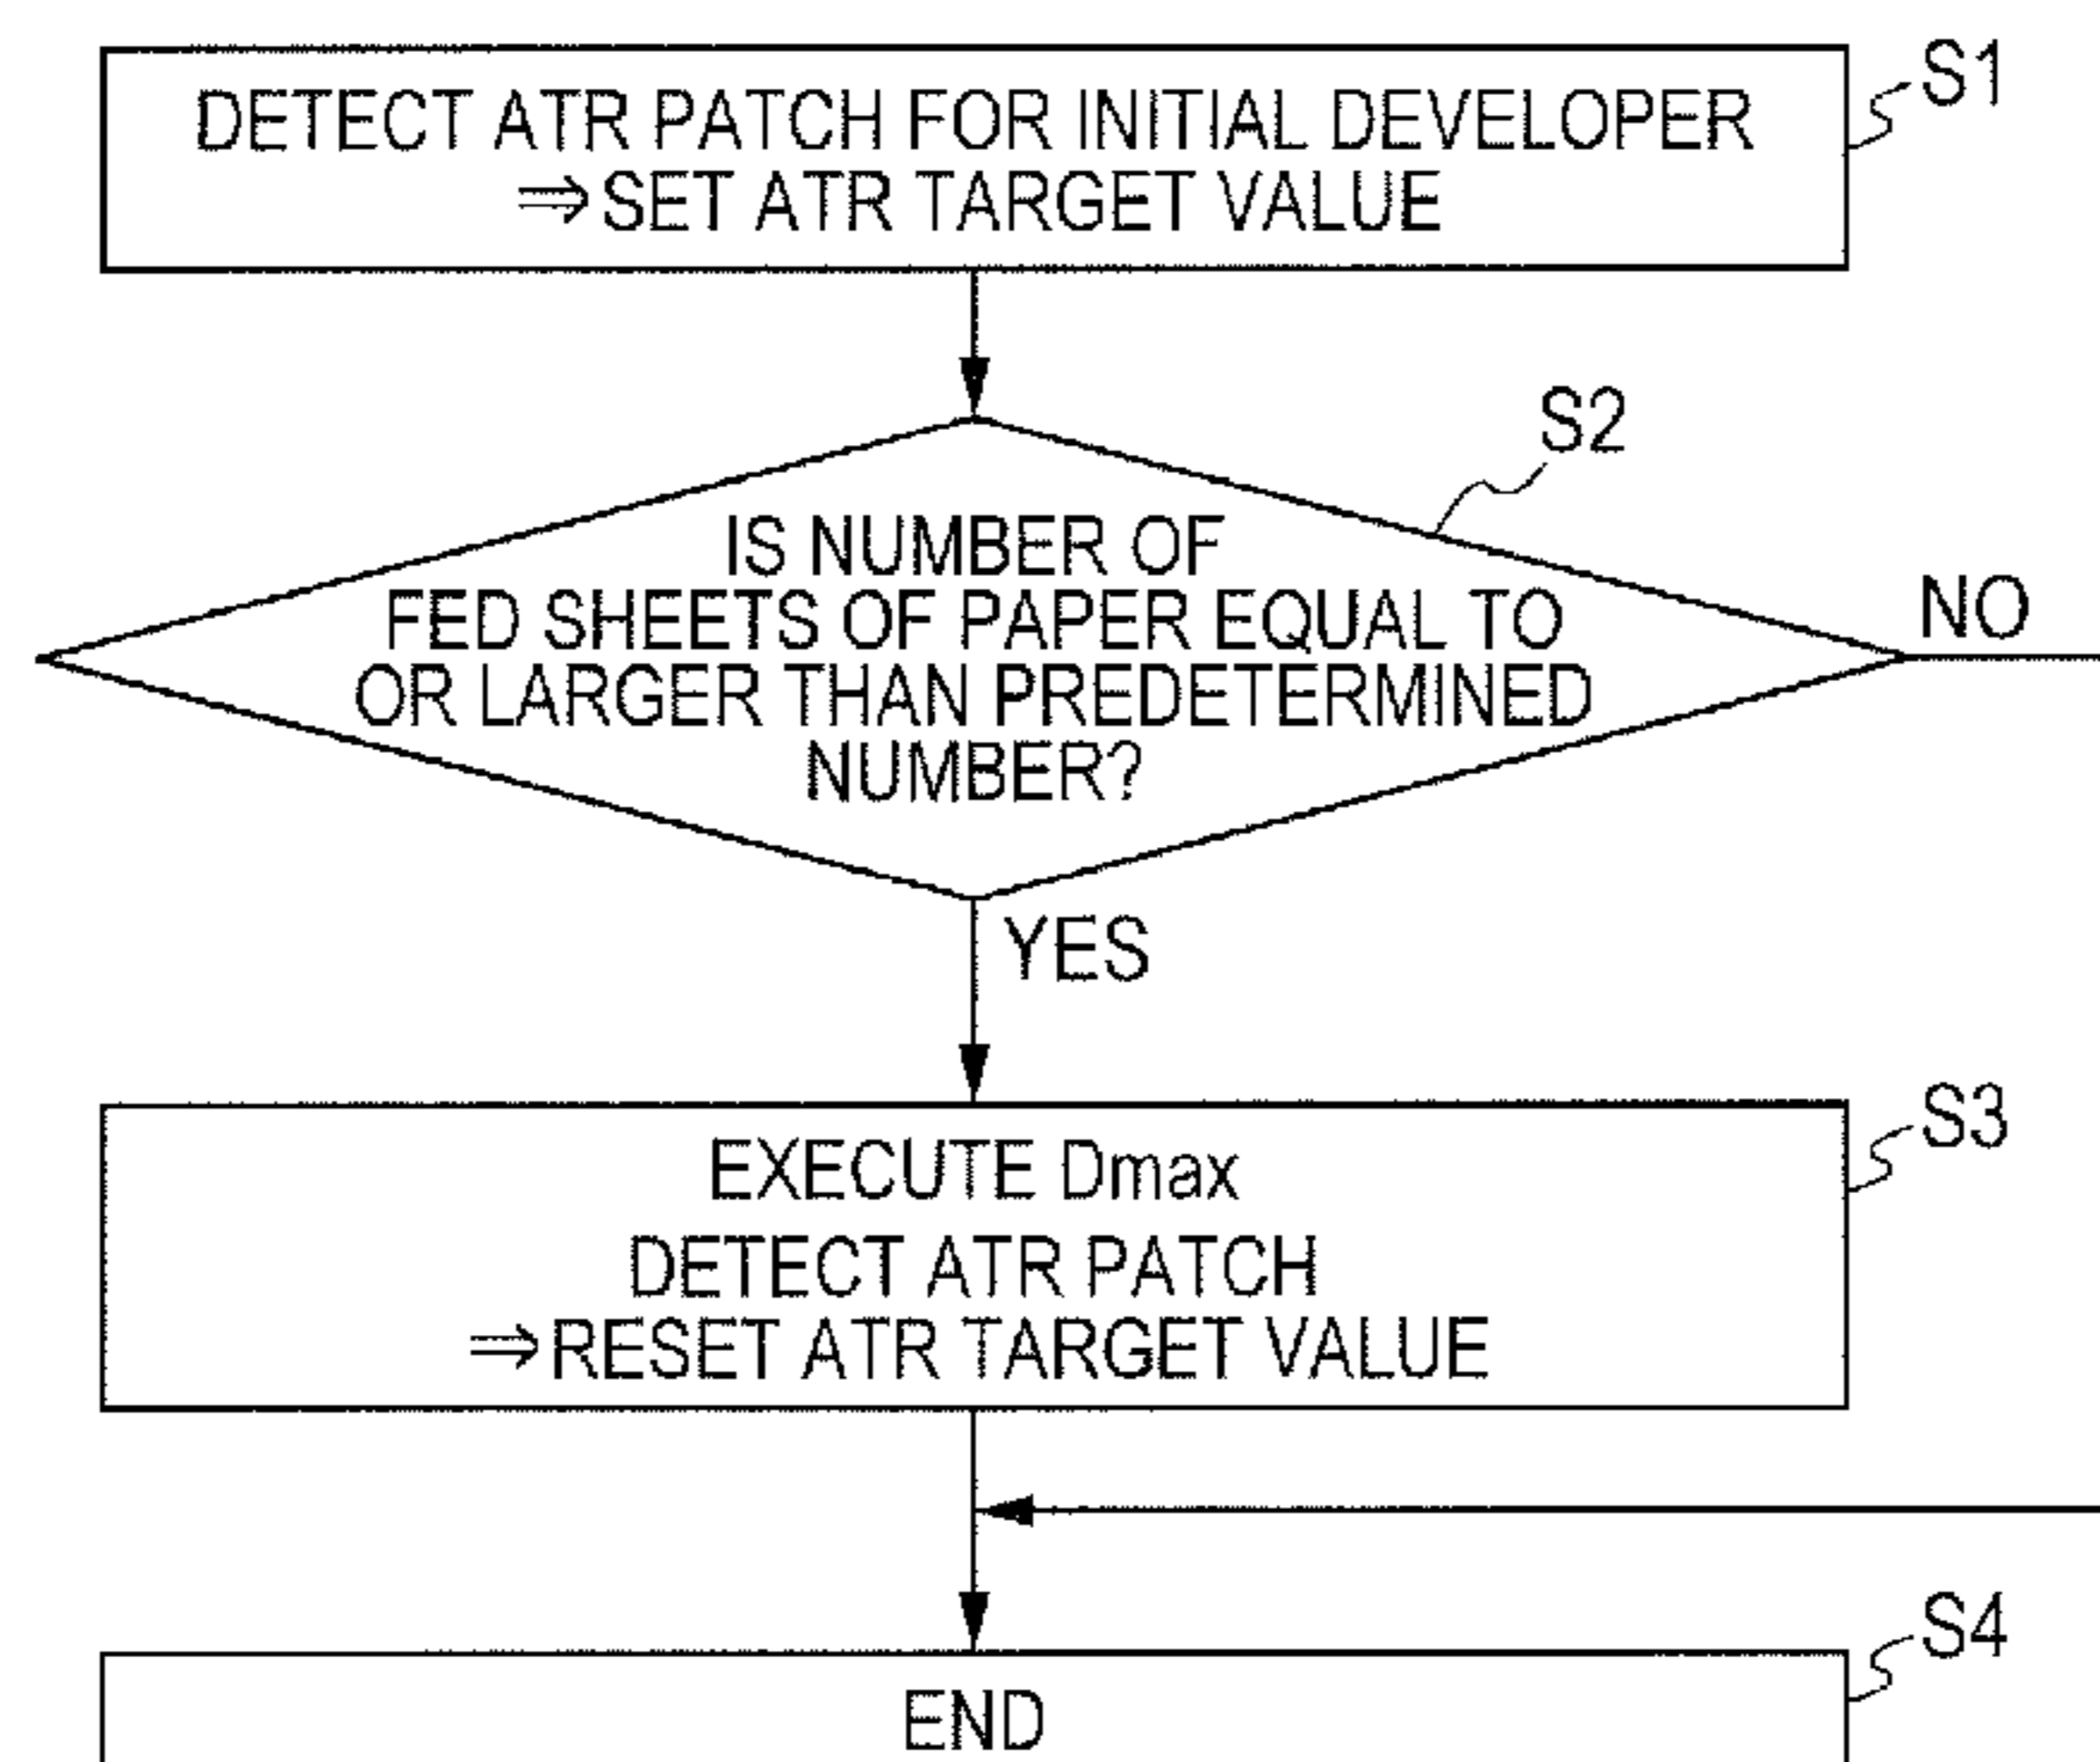 DETECT ATR PATCH FOR INITIAL DEVELOPER
⇒SET ATR TARGET VALUE
S1
S2
IS NUMBER OF
FED SHEETS OF PAPER EQUAL TO
OR LARGER THAN PREDETERMINED
NUMBER?
NO
YES
S3
EXECUTE Dmax
DETECT ATR PATCH
⇒RESET ATR TARGET VALUE
S4
END